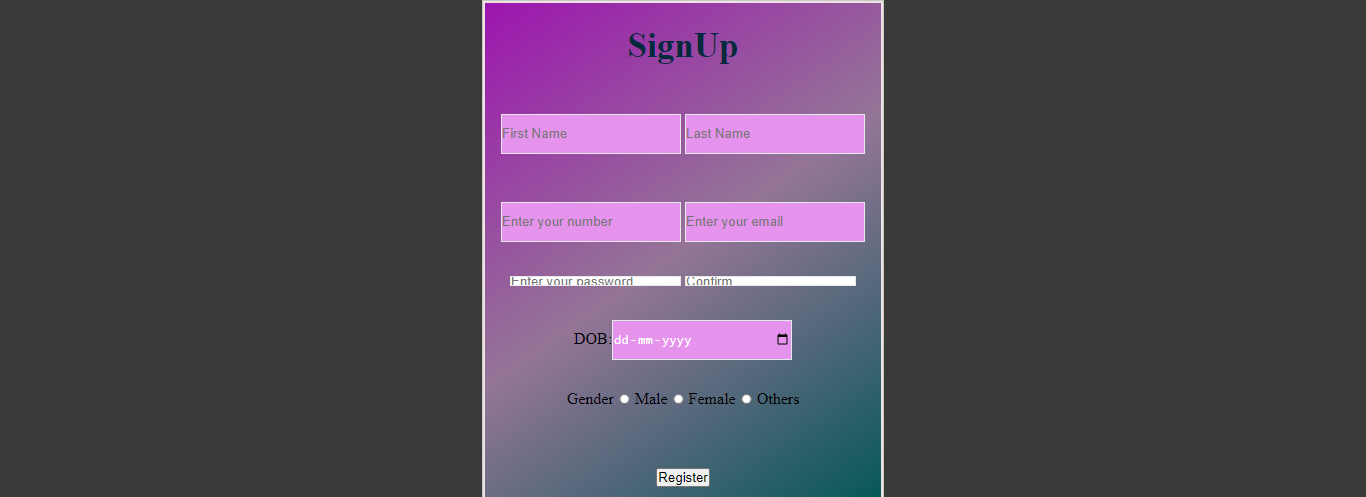 SignUp
First Name Last Name
Enter your number Enter your email
Enter your password Confirm
DOB: dd-mm-yyyy
Gender Male Female Others
Register